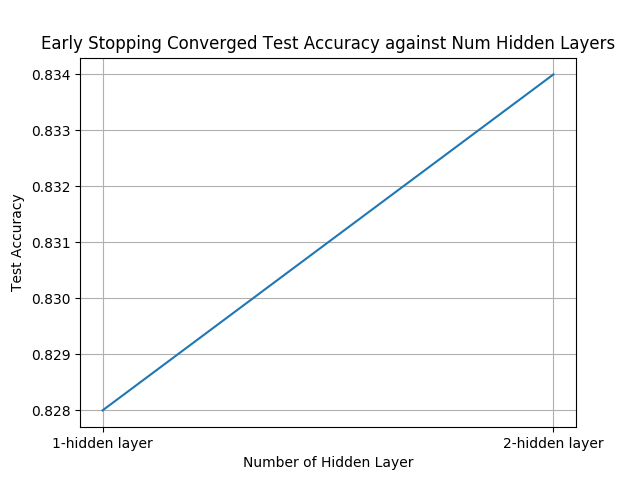 Early Stopping Converged Test Accuracy against Num Hidden Layers
0.834
0.833
0.832
0.831
0.830
0.829
0.828
Test Accuracy
1-hidden layer 2-hidden layer
Number of Hidden Layer